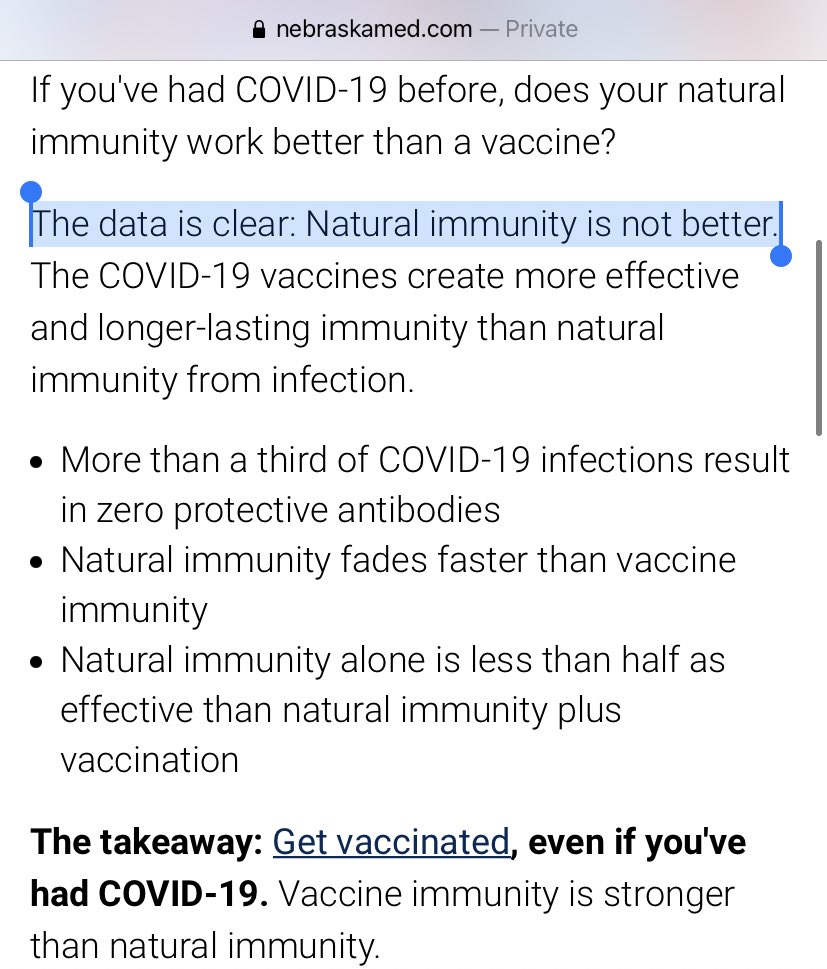 nebraskamed.com — Private
If you've had COVID-19 before, does your natural
immunity work better than a vaccine?
The data is clear: Natural immunity is not better.
The COVID-19 vaccines create more effective
and longer-lasting immunity than natural
immunity from infection.
• More than a third of COVID-19 infections result
in zero protective antibodies
• Natural immunity fades faster than vaccine
immunity
• Natural immunity alone is less than half as
effective than natural immunity plus
vaccination
The takeaway: Get vaccinated, even if you've
had COVID-19. Vaccine immunity is stronger
than natural immunity.